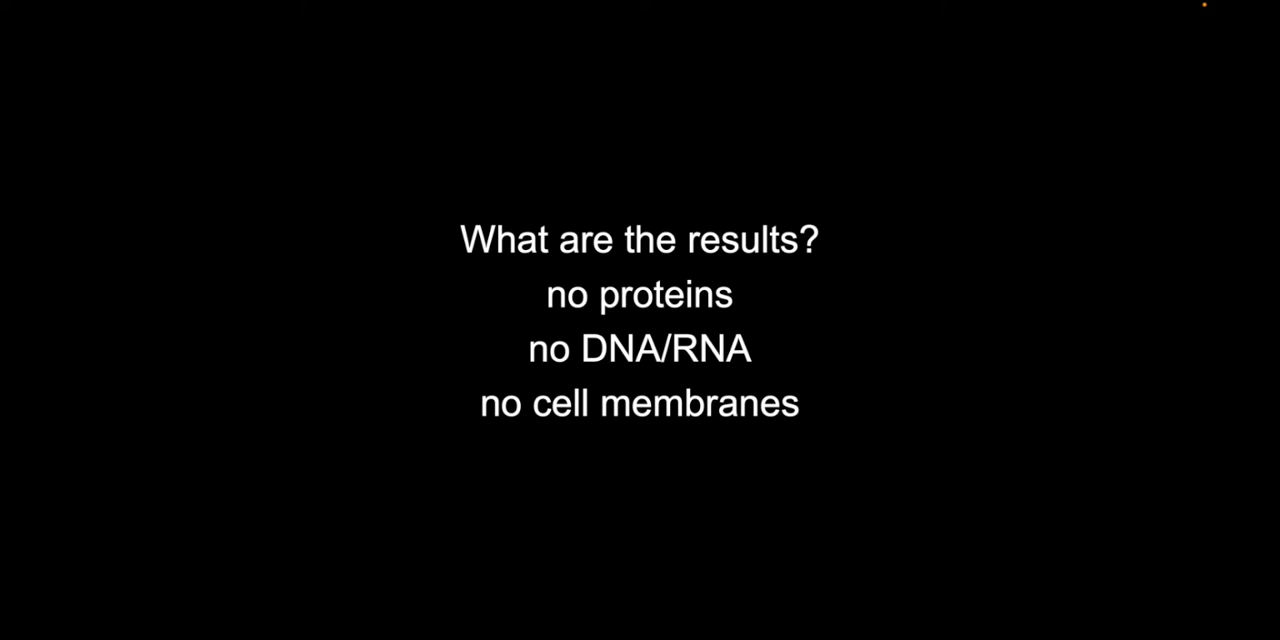 What are the results?
no proteins
no DNA/RNA
no cell membranes